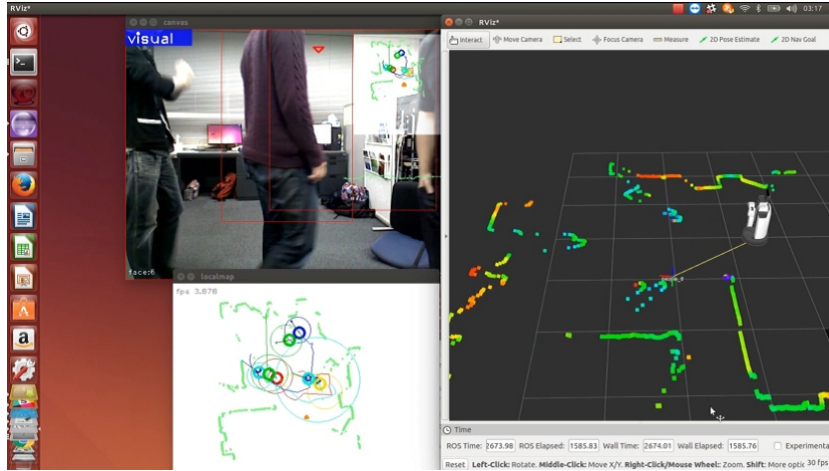 RViz*
03:17
canvas
visual
face:6
localmap
fps 3.676
RViz*
Interact Move Camera Select Focus Camera Measure 2D Pose Estimate 2D Nav Goal
Time
ROS Time: 2673.98 ROS Elapsed: 1585.83 Wall Time: 2674.01 Wall Elapsed: 1585.76 Experimenta
Reset Left-Click: Rotate. Middle-Click: Move X/Y. Right-Click/Mouse Wheel: Zoom. Shift: More optic 30 fps